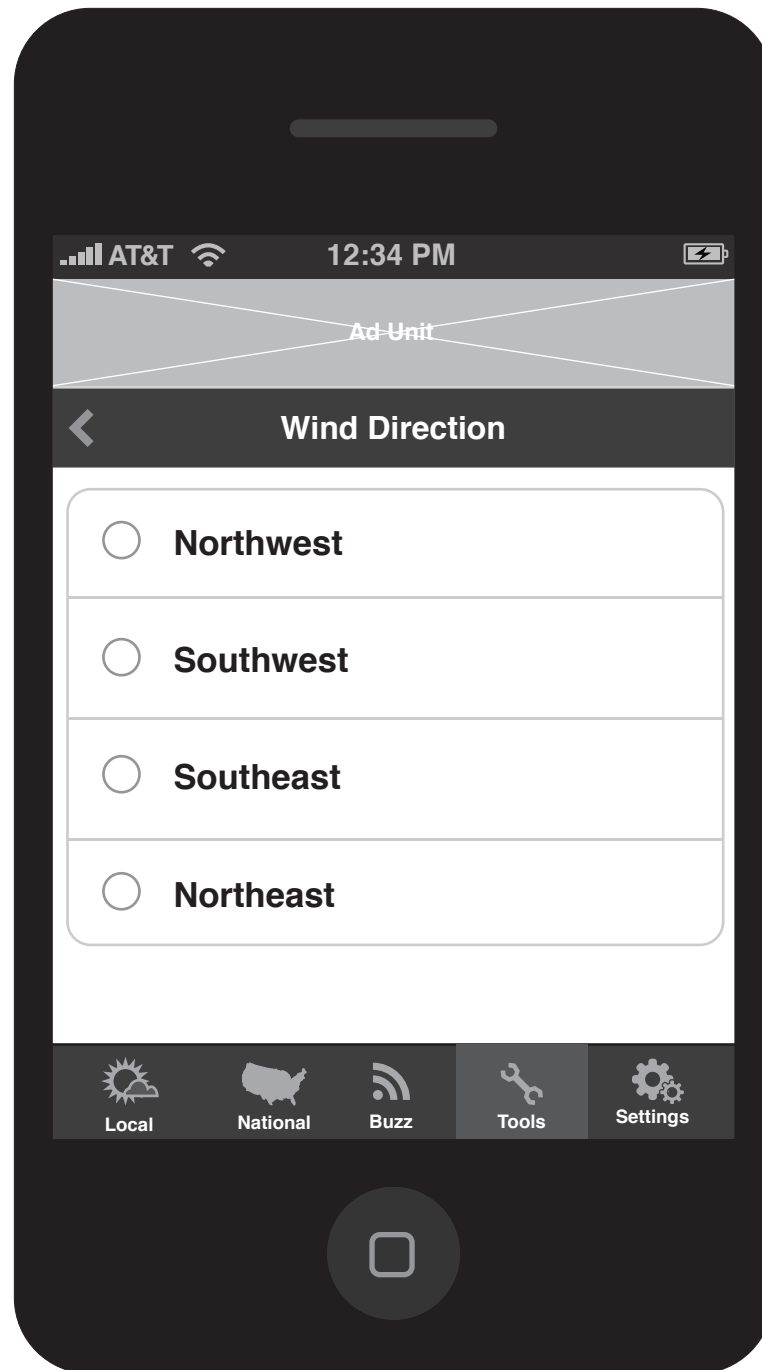 AT&T 12:34 PM
Ad Unit
Wind Direction
Northwest
Southwest
Southeast
Northeast
Local National Buzz Tools Settings